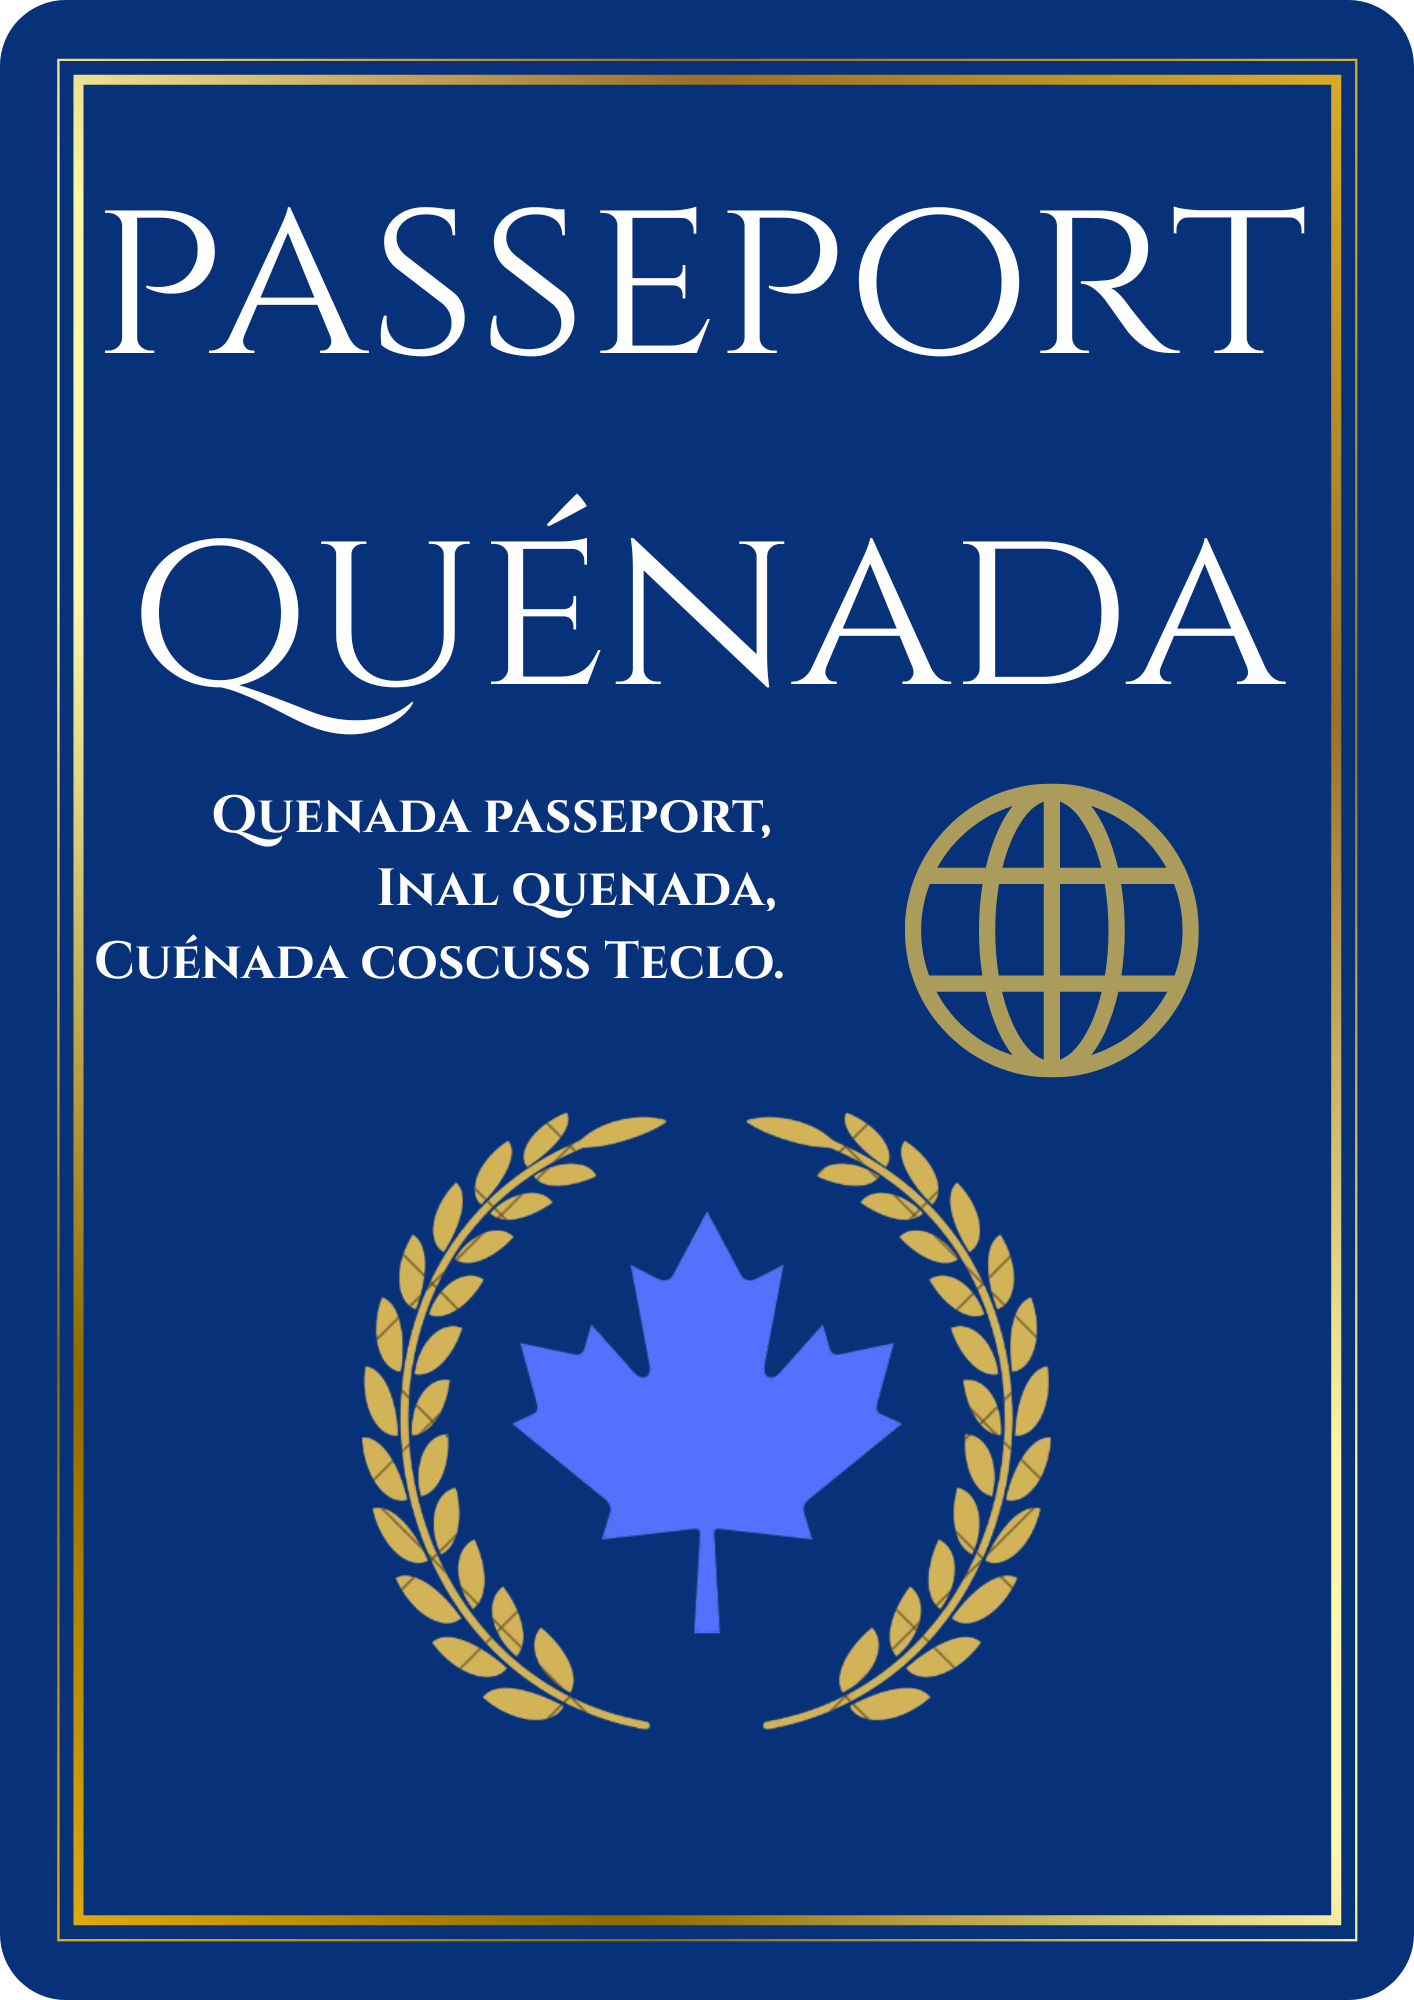 PASSEPORT
QUÉNADA
Quenada passeport,
Inal quenada,
Cuénada coscuss Teclo.